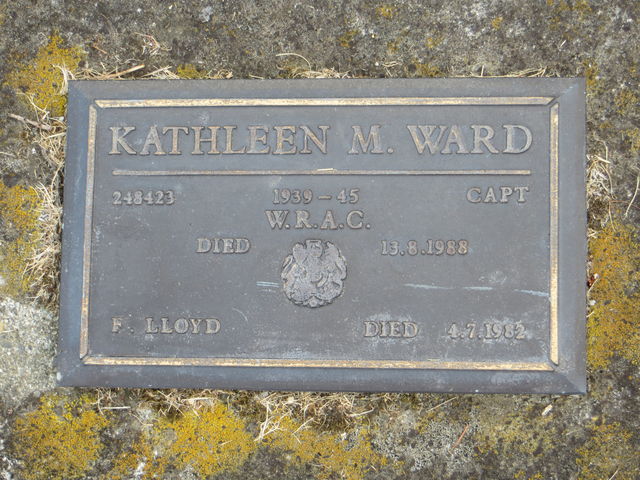 KATHLEEN M. WARD
248423 1939-45 CAPT
W.R.A.C.
DIED 13.8.1988
F. LLOYD DIED 4.7.1982